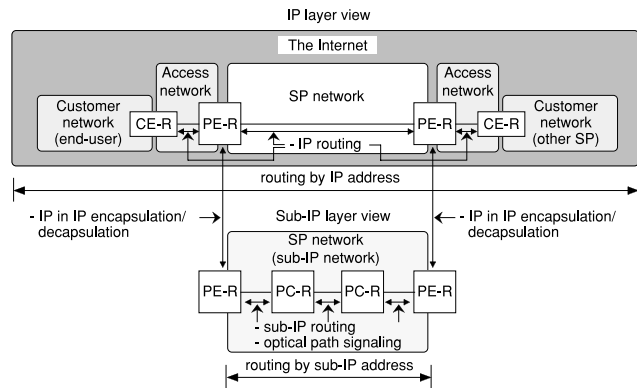 IP layer view
The Internet
Access
network
SP network
Access
network
Customer
network
(end-user)
CE-R
PE-R
PE-R
CE-R
Customer
network
(other SP)
- IP routing
routing by IP address
- IP in IP encapsulation/
decapsulation
Sub-IP layer view
- IP in IP encapsulation/
decapsulation
SP network
(sub-IP network)
PE-R
PC-R
PC-R
PE-R
- sub-IP routing
- optical path signaling
routing by sub-IP address